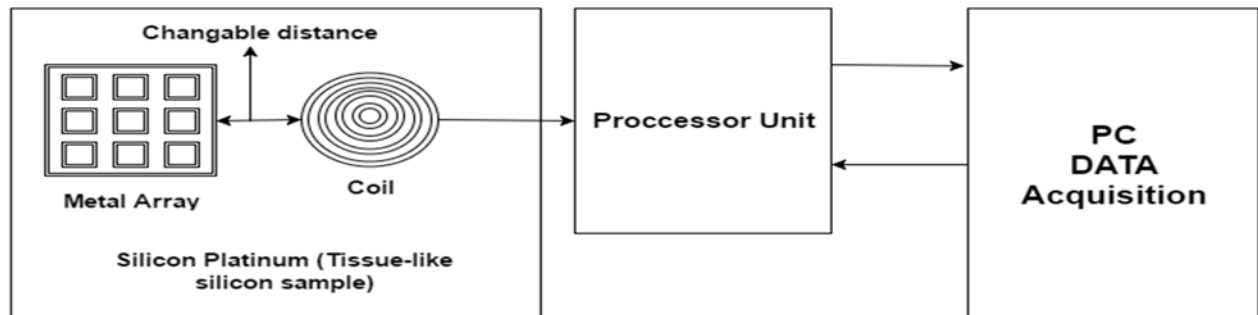 Changable distance
Metal Array
Coil
Silicon Platinum (Tissue-like
silicon sample)
Proccessor Unit
PC
DATA
Acquisition